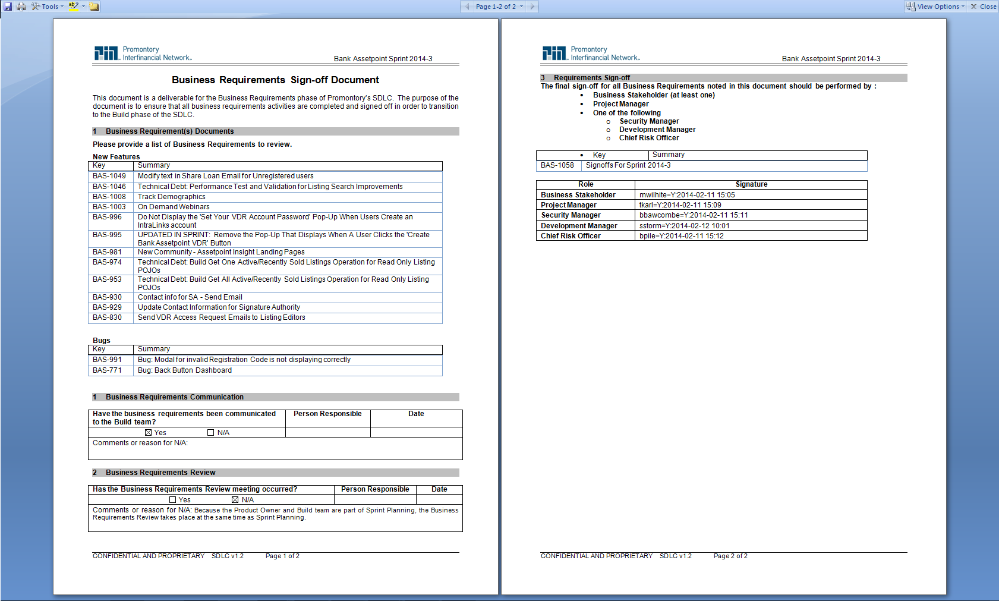 Tools
Page 1-2 of 2
View Options
Close
Promontory
Interfinancial Network
Bank Assetpoint Sprint 2014-3
Business Requirements Sign-off Document
This document is a deliverable for the Business Requirements phase of Promontory's SDLC. The purpose of the
document is to ensure that all business requirements activities are completed and signed off in order to transition
to the Build phase of the SDLC.
1 Business Requirement(s) Documents
Please provide a list of Business Requirements to review.
New Features
Key Summary
BAS-1049 Modify text in Share Loan Email for Unregistered users
BAS-1046 Technical Debt: Performance Test and Validation for Listing Search Improvements
BAS-1008 Track Demographics
BAS-1003 On Demand Webinars
BAS-996 Do Not Display the 'Set Your VDR Account Password' Pop-Up When Users Create an
IntraLinks account
BAS-995 UPDATED IN SPRINT: Remove the Pop-Up That Displays When A User Clicks the 'Create
Bank Assetpoint VDR' Button
BAS-981 New Community - Assetpoint Insight Landing Pages
BAS-974 Technical Debt: Build Get One Active/Recently Sold Listings Operation for Read Only Listing
POJOs
BAS-953 Technical Debt: Build Get All Active/Recently Sold Listings Operation for Read Only Listing
POJOs
BAS-930 Contact info for SA - Send Email
BAS-929 Update Contact Information for Signature Authority
BAS-830 Send VDR Access Request Emails to Listing Editors
Bugs
Key Summary
BAS-991 Bug: Modal for invalid Registration Code is not displaying correctly
BAS-771 Bug: Back Button Dashboard
1 Business Requirements Communication
Have the business requirements been communicated
to the Build team? Person Responsible Date
☒ Yes ☐ N/A
Comments or reason for N/A:
2 Business Requirements Review
Has the Business Requirements Review meeting occurred? Person Responsible Date
☐ Yes ☒ N/A
Comments or reason for N/A: Because the Product Owner and Build team are part of Sprint Planning, the Business
Requirements Review takes place at the same time as Sprint Planning.
CONFIDENTIAL AND PROPRIETARY SDLC v1.2 Page 1 of 2
Promontory
Interfinancial Network
Bank Assetpoint Sprint 2014-3
3 Requirements Sign-off
The final sign-off for all Business Requirements noted in this document should be performed by :
• Business Stakeholder (at least one)
• Project Manager
• One of the following
o Security Manager
o Development Manager
o Chief Risk Officer
• Key Summary
BAS-1058 Signoffs For Sprint 2014-3
Role Signature
Business Stakeholder mwilhite=Y:2014-02-11 15:05
Project Manager tkarl=Y:2014-02-11 15:09
Security Manager bbawcombe=Y:2014-02-11 15:11
Development Manager sstorm=Y:2014-02-12 10:01
Chief Risk Officer bpile=Y:2014-02-11 15:12
CONFIDENTIAL AND PROPRIETARY SDLC v1.2 Page 2 of 2